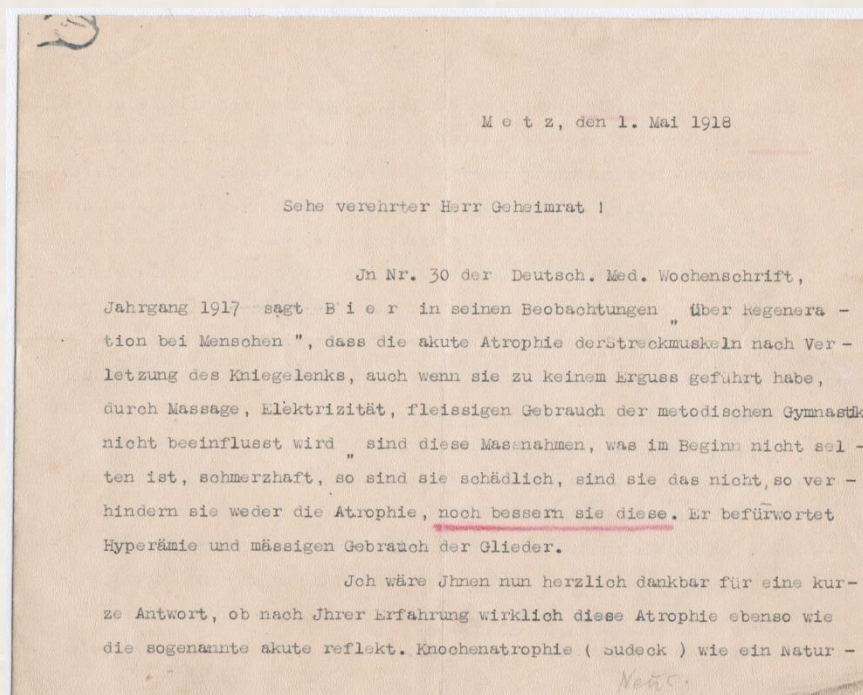 M e t z, den 1. Mai 1918
Sehe verehrter Herr Geheimrat !
Jn Nr. 30 der Deutsch. Med. Wochenschrift,
Jahrgang 1917 sagt B i e r in seinen Beobachtungen „ über Regenera -
tion bei Menschen ", dass die akute Atrophie derStreckmuskeln nach Ver -
letzung des Kniegelenks, auch wenn sie zu keinem Erguss geführt habe,
durch Massage, Elektrizität, fleissigen Gebrauch der metodischen Gymnastik
nicht beeinflusst wird „ sind diese Massnahmen, was im Beginn nicht sel -
ten ist, schmerzhaft, so sind sie schädlich, sind sie das nicht, so ver -
hindern sie weder die Atrophie, noch bessern sie diese. Er befürwortet
Hyperämie und mässigen Gebrauch der Glieder.
Jch wäre Jhnen nun herzlich dankbar für eine kur-
ze Antwort, ob nach Jhrer Erfahrung wirklich diese Atrophie ebenso wie
die sogenannte akute reflekt. Knochenatrophie ( Sudeck ) wie ein Natur -